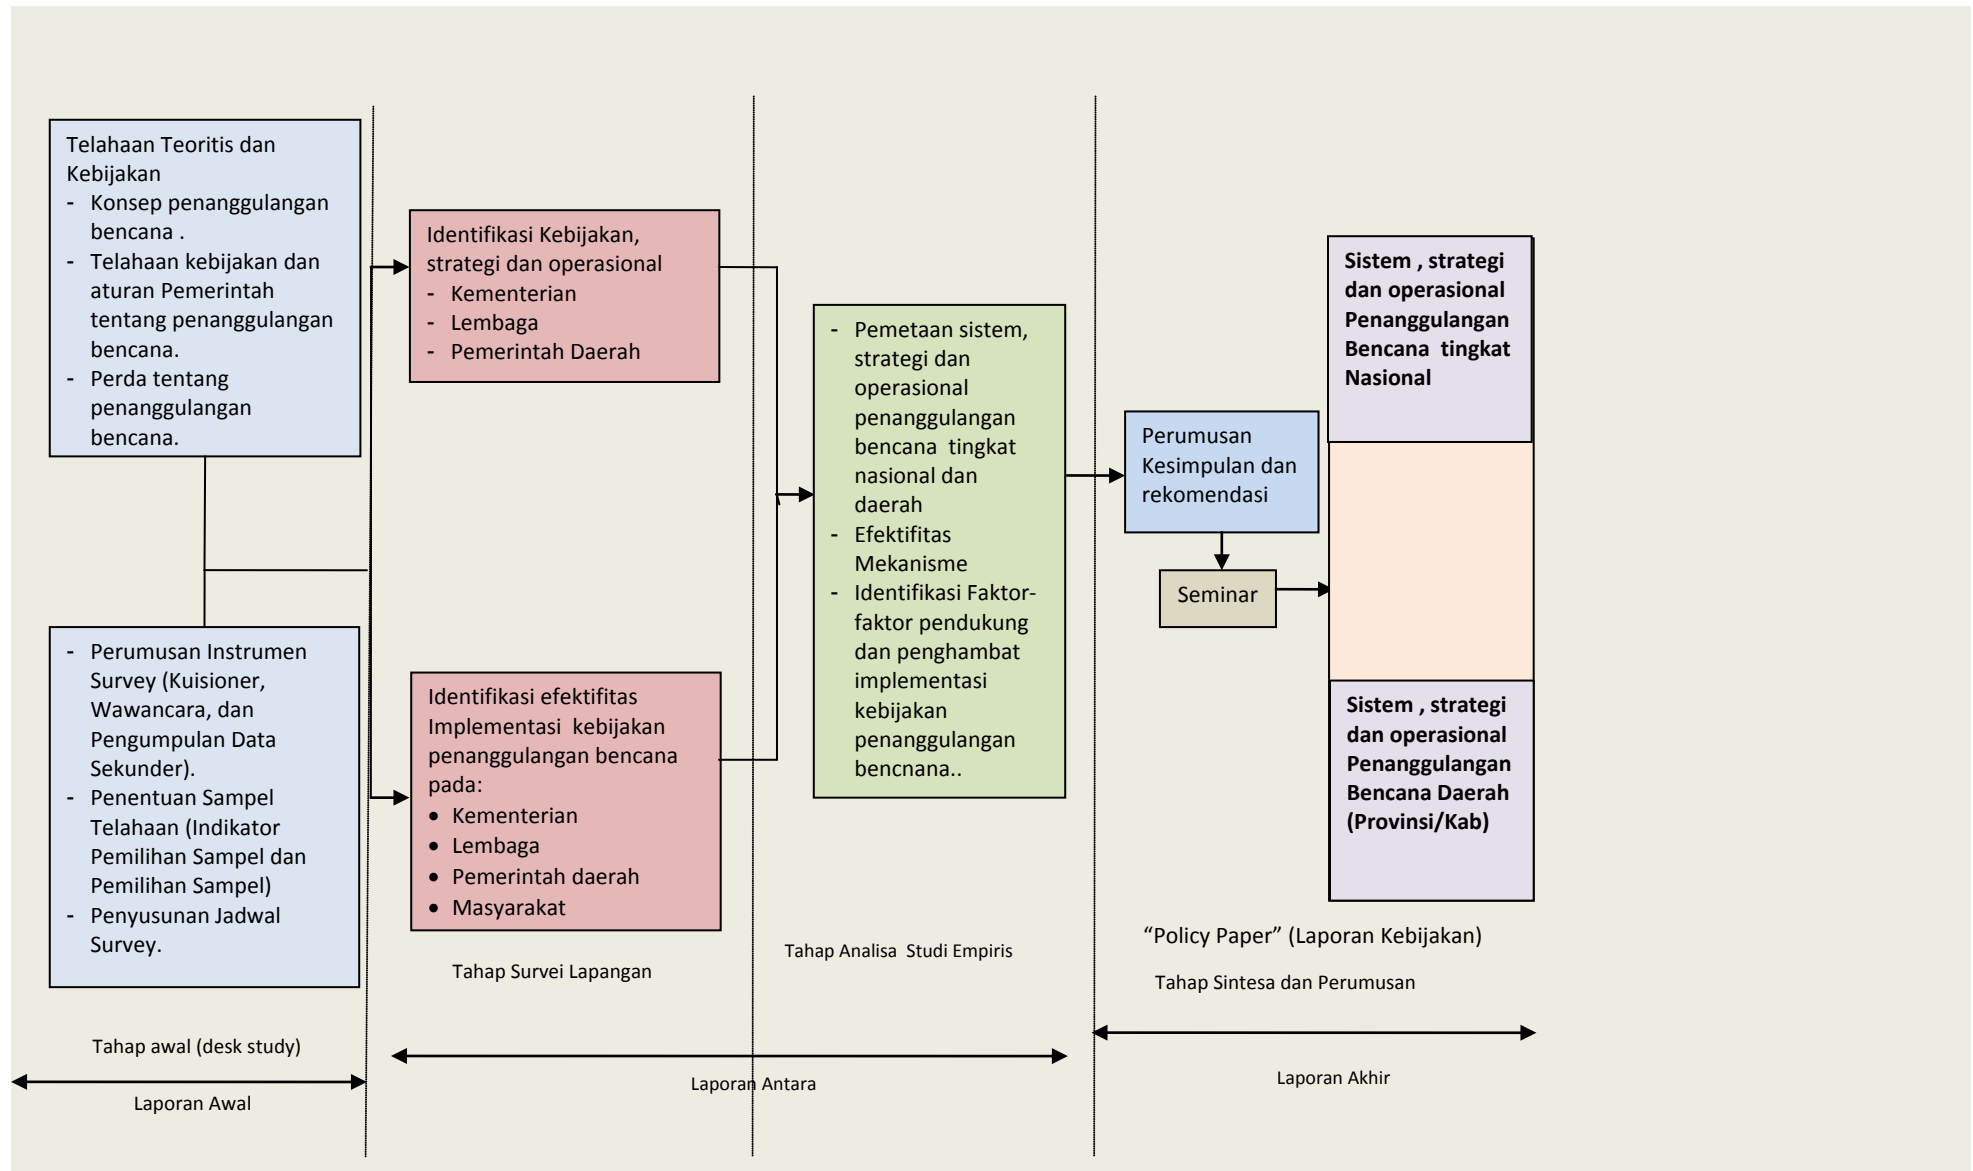 Telahaan Teoritis dan
Kebijakan
- Konsep penanggulangan
bencana .
- Telahaan kebijakan dan
aturan Pemerintah
tentang penanggulangan
bencana.
- Perda tentang
penanggulangan
bencana.
- Perumusan Instrumen
Survey (Kuisioner,
Wawancara, dan
Pengumpulan Data
Sekunder).
- Penentuan Sampel
Telahaan (Indikator
Pemilihan Sampel dan
Pemilihan Sampel)
- Penyusunan Jadwal
Survey.
Tahap awal (desk study)
Laporan Awal
Identifikasi Kebijakan,
strategi dan operasional
- Kementerian
- Lembaga
- Pemerintah Daerah
Identifikasi efektifitas
Implementasi kebijakan
penanggulangan bencana
pada:
• Kementerian
• Lembaga
• Pemerintah daerah
• Masyarakat
Tahap Survei Lapangan
- Pemetaan sistem,
strategi dan
operasional
penanggulangan
bencana tingkat
nasional dan
daerah
- Efektifitas
Mekanisme
- Identifikasi Faktor-
faktor pendukung
dan penghambat
implementasi
kebijakan
penanggulangan
bencnana..
Tahap Analisa Studi Empiris
Laporan Antara
Perumusan
Kesimpulan dan
rekomendasi
Seminar
Sistem , strategi
dan operasional
Penanggulangan
Bencana tingkat
Nasional
Sistem , strategi
dan operasional
Penanggulangan
Bencana Daerah
(Provinsi/Kab)
“Policy Paper” (Laporan Kebijakan)
Tahap Sintesa dan Perumusan
Laporan Akhir